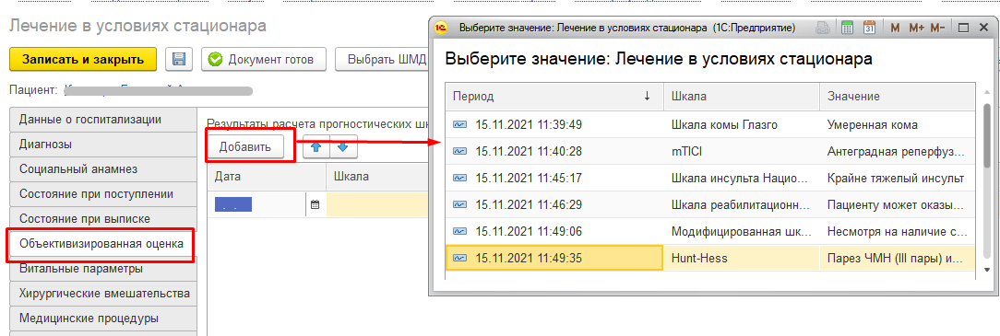 Лечение в условиях стационара
Записать и закрыть
Документ готов
Выбрать ШМД
Пациент:
Данные о госпитализации
Диагнозы
Социальный анамнез
Состояние при поступлении
Состояние при выписке
Объективизированная оценка
Витальные параметры
Хирургические вмешательства
Медицинские процедуры
Результаты расчета прогностических
Добавить
Дата Шкала
. .
Выберите значение: Лечение в условиях стационара (1С:Предприятие)
M M+ M-
Выберите значение: Лечение в условиях стационара
Период ↓ Шкала Значение
15.11.2021 11:39:49 Шкала комы Глазго Умеренная кома
15.11.2021 11:40:28 mTICI Антеградная реперфуз...
15.11.2021 11:45:17 Шкала инсульта Нацио... Крайне тяжелый инсульт
15.11.2021 11:46:29 Шкала реабилитационн... Пациенту может оказы...
15.11.2021 11:49:06 Модифицированная шк... Несмотря на наличие с...
15.11.2021 11:49:35 Hunt-Hess Парез ЧМН (III пары) и...